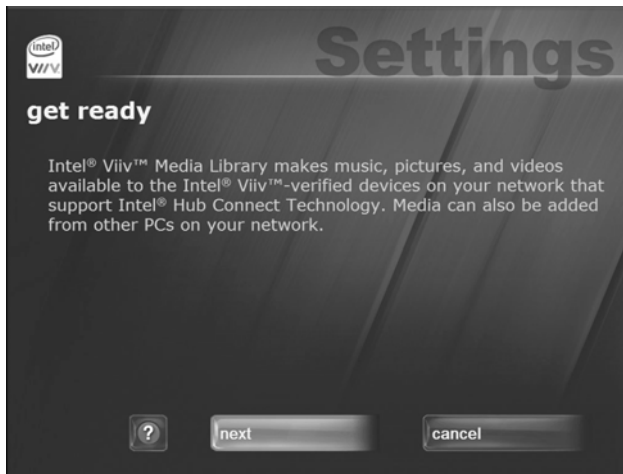 intel
VIIV
Settings
get ready
Intel® Viiv™ Media Library makes music, pictures, and videos
available to the Intel® Viiv™-verified devices on your network that
support Intel® Hub Connect Technology. Media can also be added
from other PCs on your network.
? next cancel